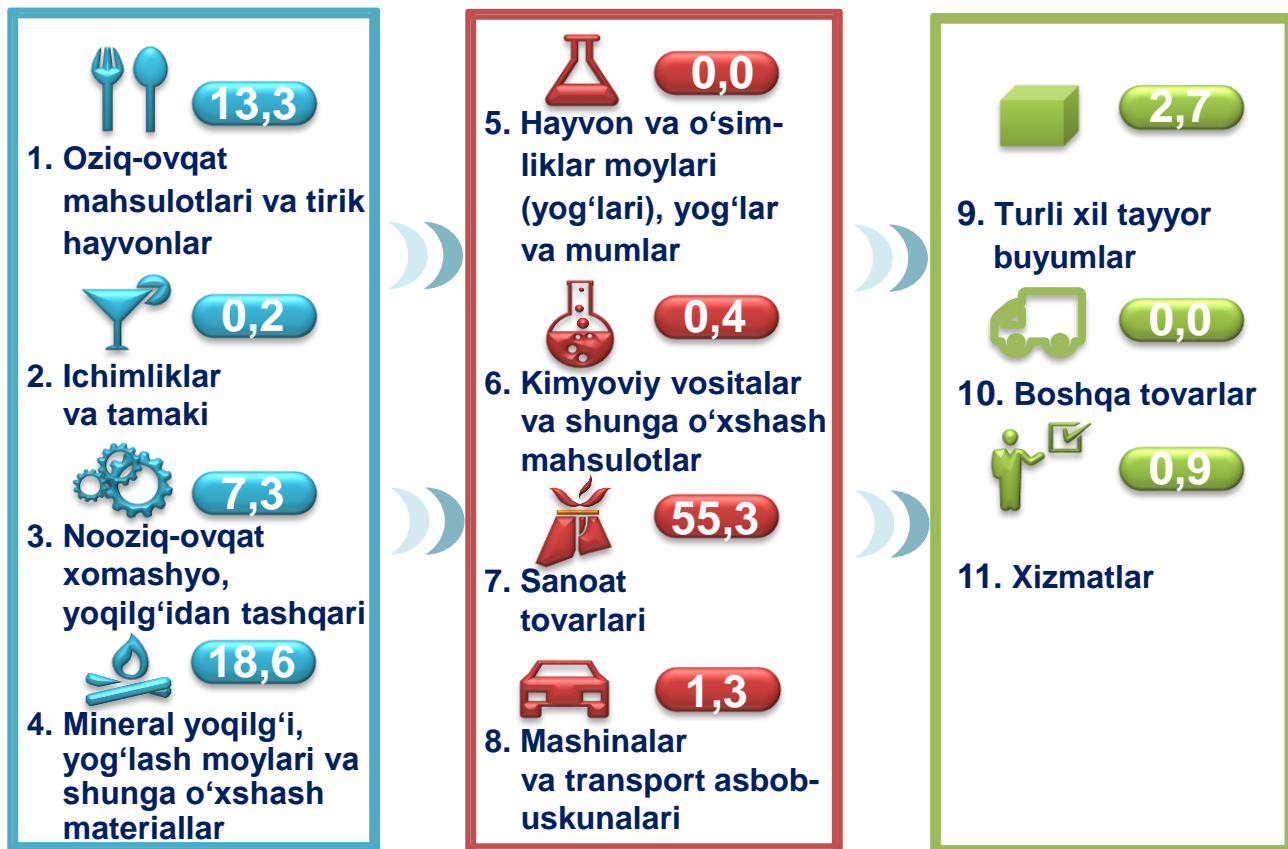 13,3
1. Oziq-ovqat
mahsulotlari va tirik
hayvonlar
0,2
2. Ichimliklar
va tamaki
7,3
3. Nooziq-ovqat
xomashyo,
yoqilg‘idan tashqari
18,6
4. Mineral yoqilg‘i,
yog‘lash moylari va
shunga o‘xshash
materiallar
0,0
5. Hayvon va o‘sim-
liklar moylari
(yog‘lari), yog‘lar
va mumlar
0,4
6. Kimyoviy vositalar
va shunga o‘xshash
mahsulotlar
55,3
7. Sanoat
tovarlari
1,3
8. Mashinalar
va transport asbob-
uskunalari
2,7
9. Turli xil tayyor
buyumlar
0,0
10. Boshqa tovarlar
0,9
11. Xizmatlar